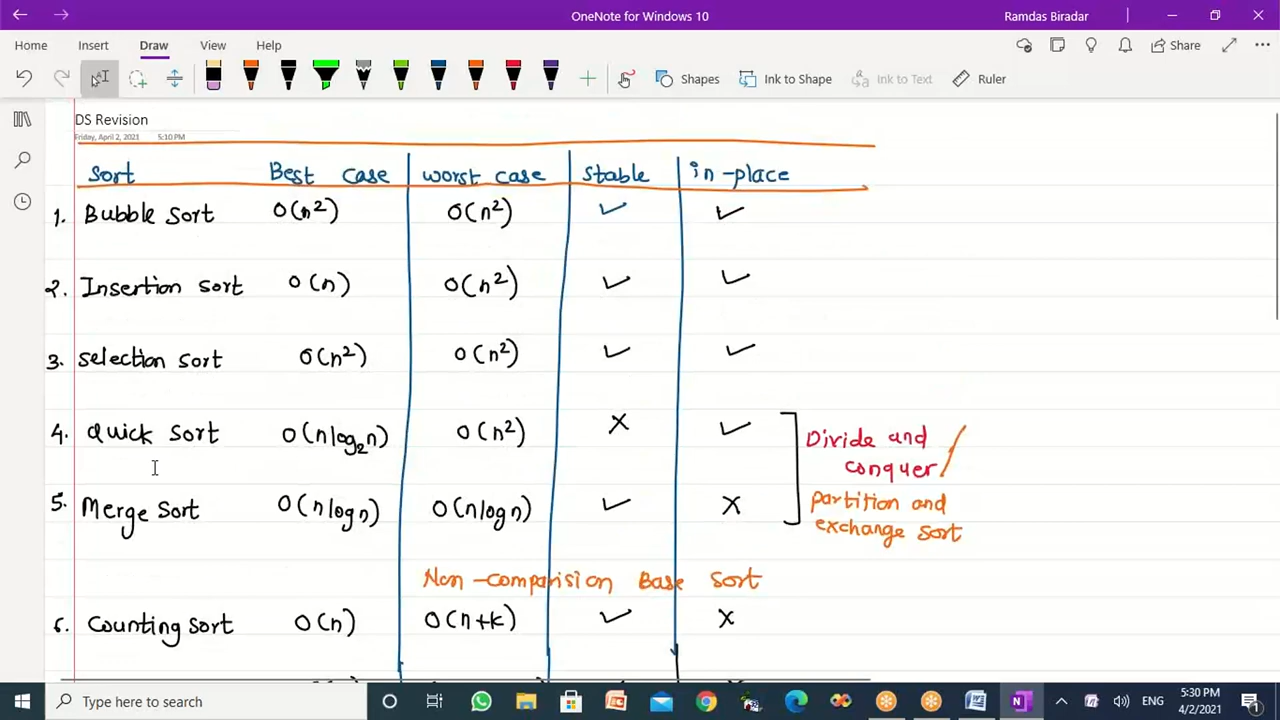 OneNote for Windows 10
Ramdas Biradar
Home Insert Draw View Help
Share
Shapes
Ink to Shape
Ink to Text
Ruler
DS Revision
Friday, April 2, 2021 5:10 PM
Sort Best case worst case stable in-place
1. Bubble sort O(n²) O(n²) ✓ ✓
2. Insertion sort O(n) O(n²) ✓ ✓
3. selection sort O(n²) O(n²) ✓ ✓
4. Quick sort O(nlog₂n) O(n²) X ✓
Divide and
conquer/
5. Merge sort O(nlogn) O(nlogn) ✓ X
partition and
exchange sort
Non-comparision Base sort
6. Counting sort O(n) O(n+k) ✓ X
Type here to search
ENG
5:30 PM
4/2/2021